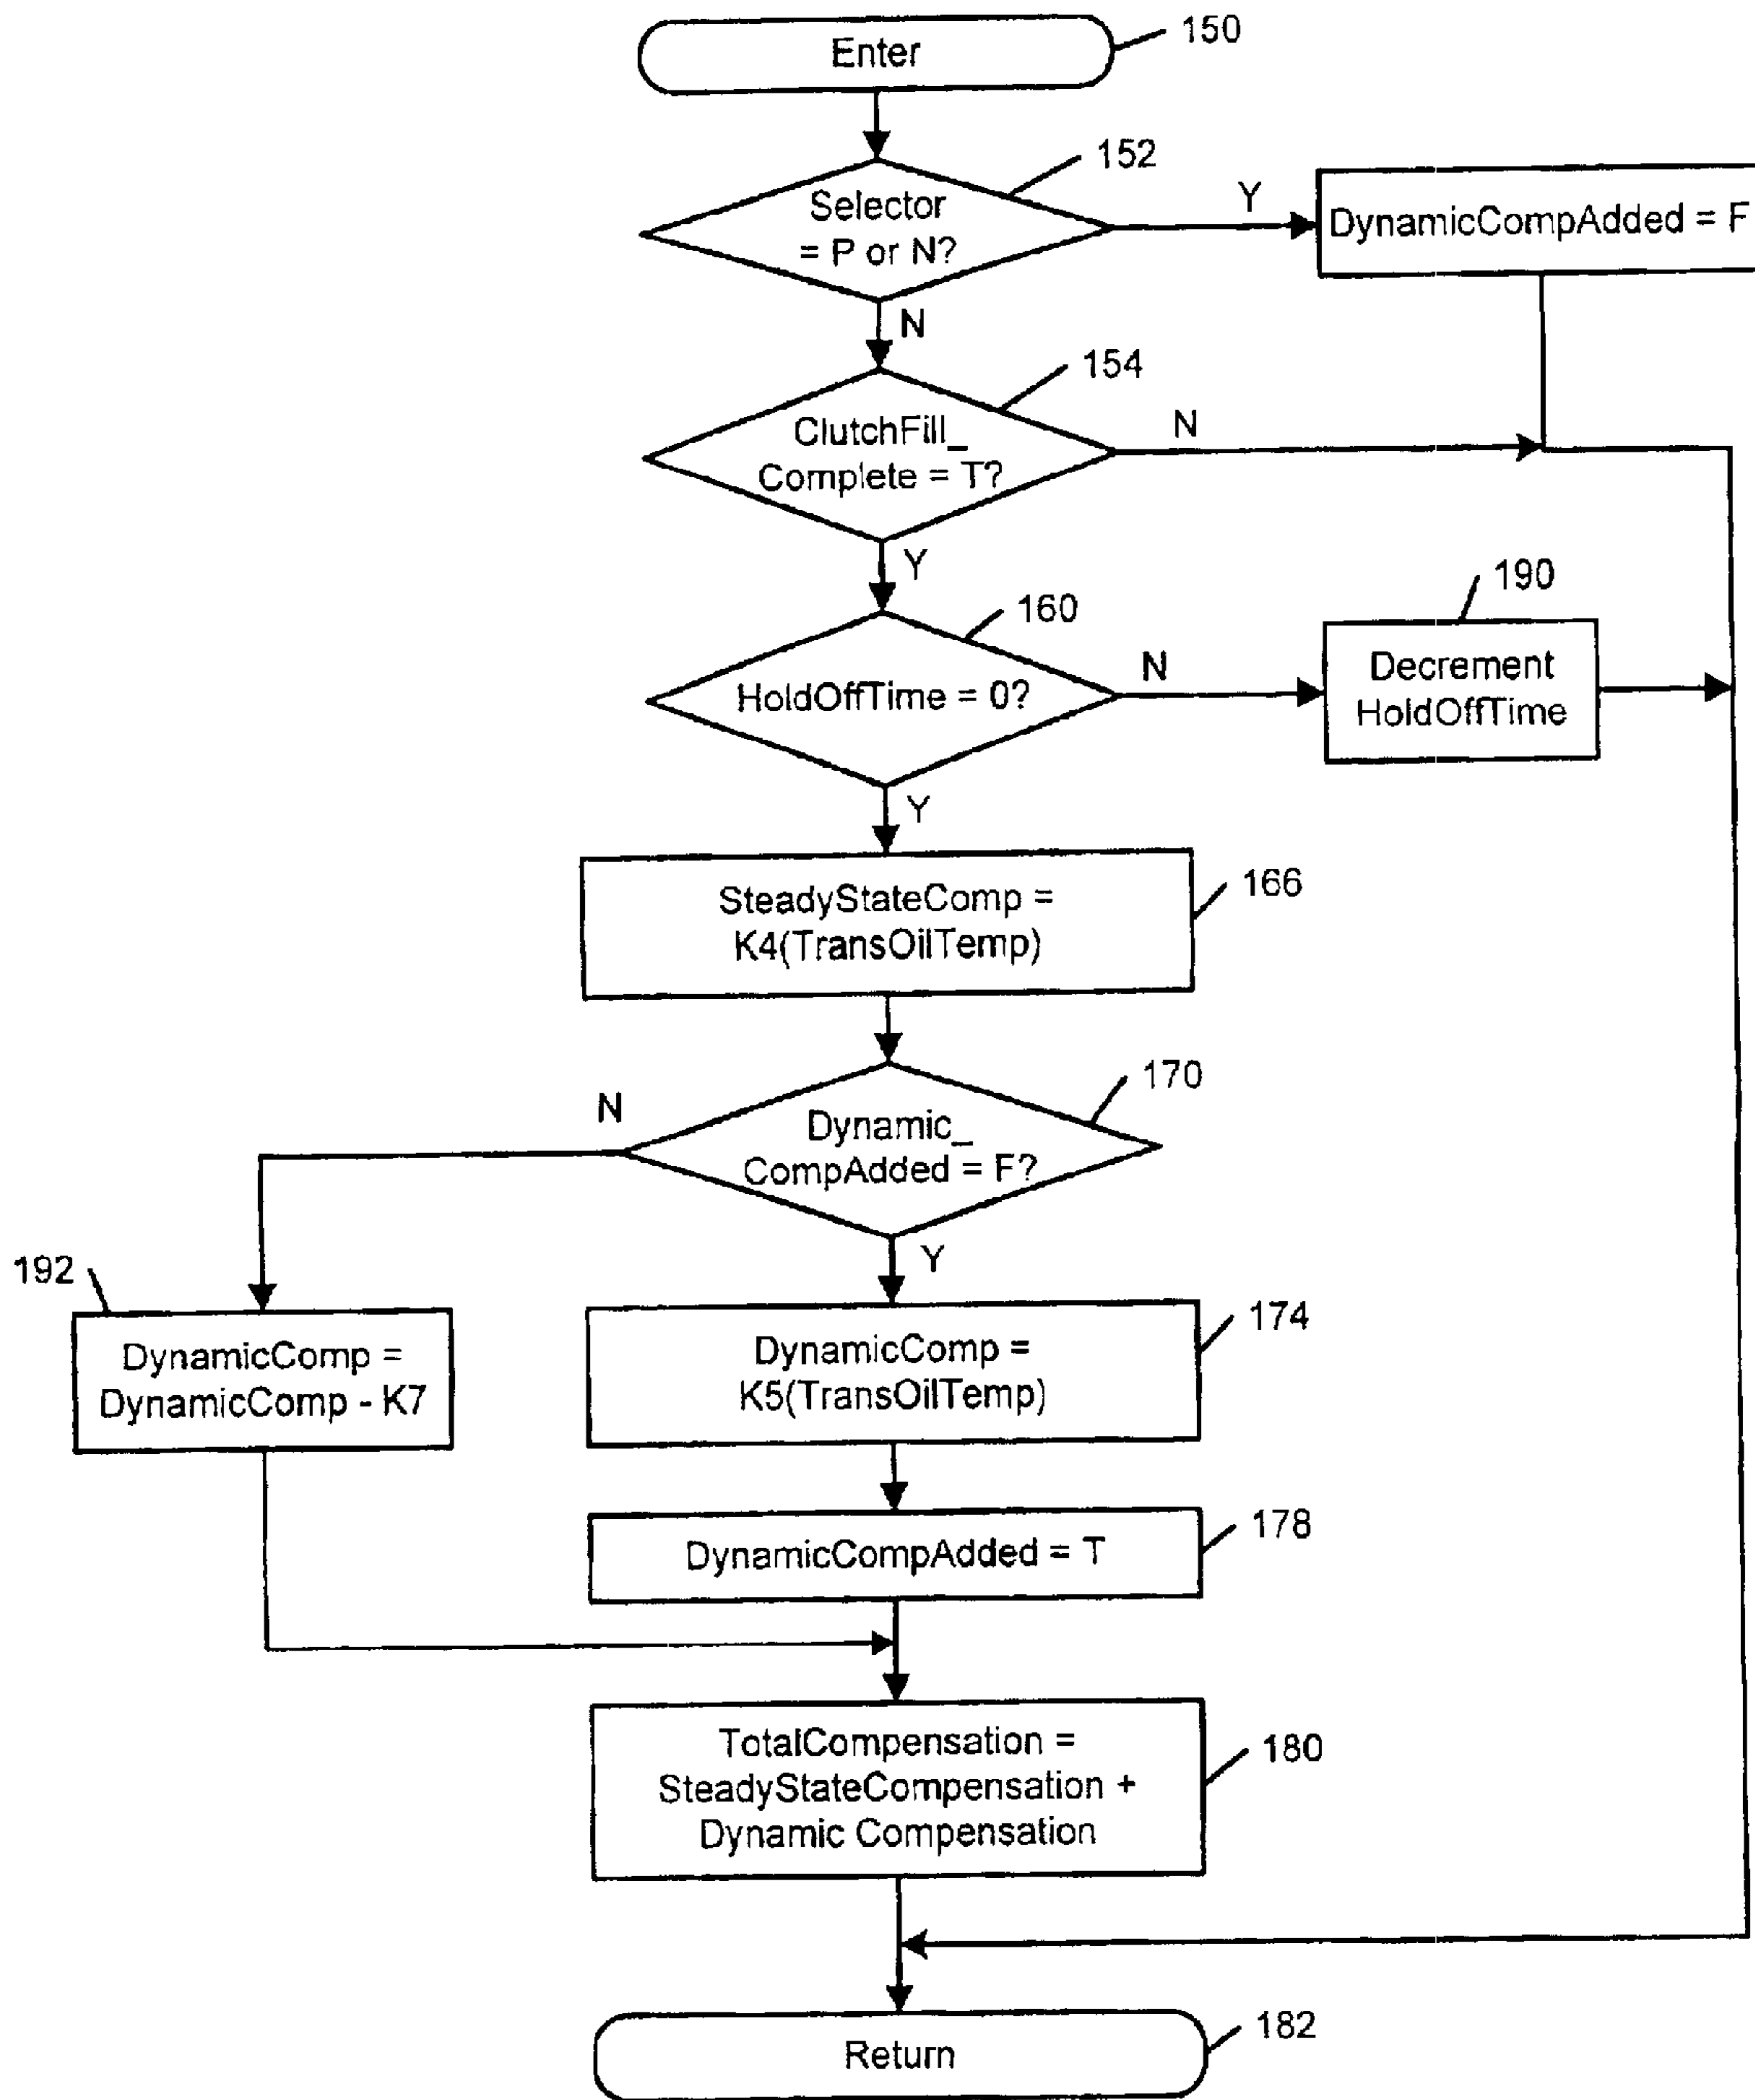 Enter
150
152
Selector
= P or N?
Y
DynamicCompAdded = F
N
154
ClutchFill_
Complete = T?
N
Y
160
HoldOffTime = 0?
N
190
Decrement
HoldOffTime
Y
SteadyStateComp =
K4(TransOilTemp)
166
170
Dynamic_
CompAdded = F?
N
Y
192
DynamicComp =
DynamicComp - K7
DynamicComp =
K5(TransOilTemp)
174
DynamicCompAdded = T
178
TotalCompensation =
SteadyStateCompensation +
Dynamic Compensation
180
Return
182